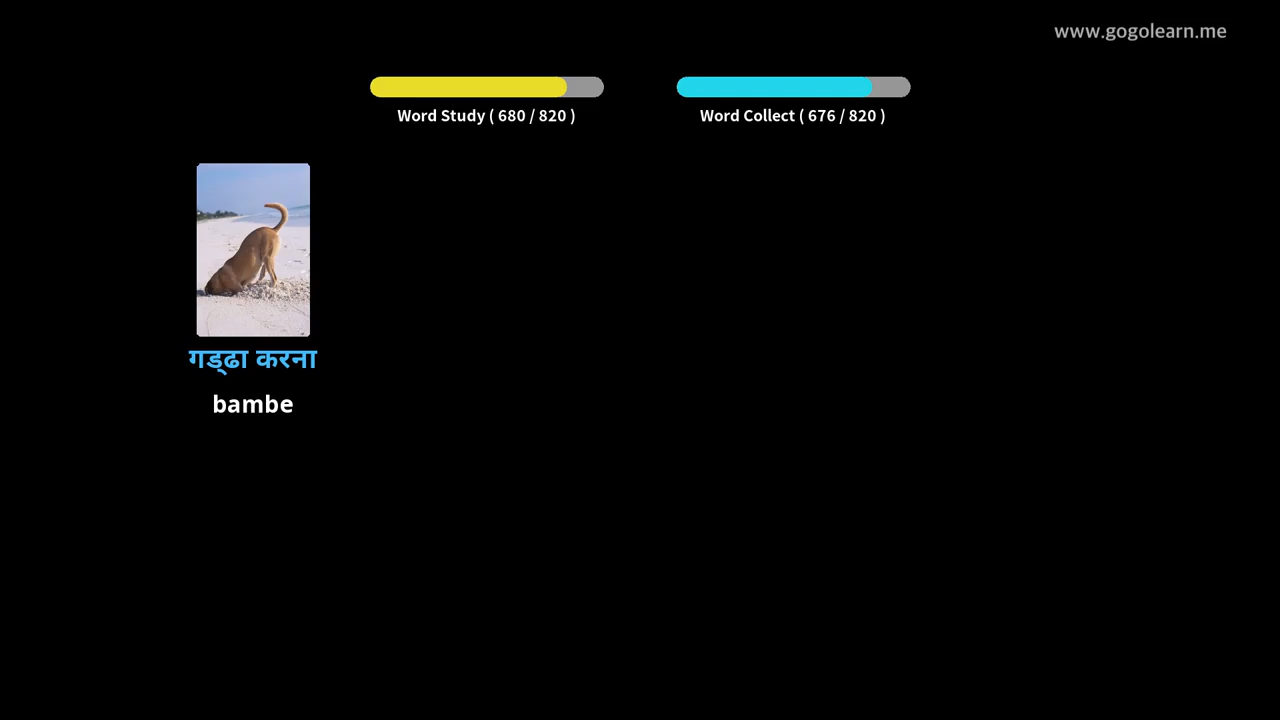 www.gogolearn.me
Word Study ( 680 / 820 )
Word Collect ( 676 / 820 )
गड्ढा करना
bambe